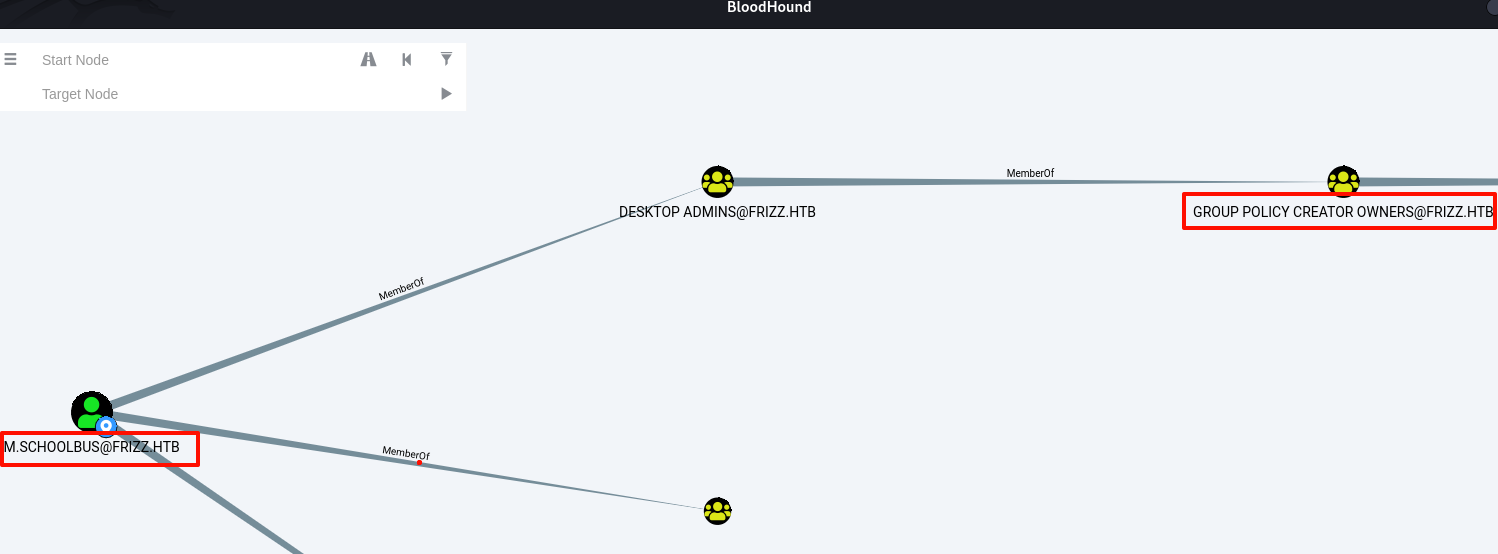 BloodHound
Start Node
Target Node
MemberOf
DESKTOP ADMINS@FRIZZ.HTB
GROUP POLICY CREATOR OWNERS@FRIZZ.HTB
MemberOf
M.SCHOOLBUS@FRIZZ.HTB
MemberOf